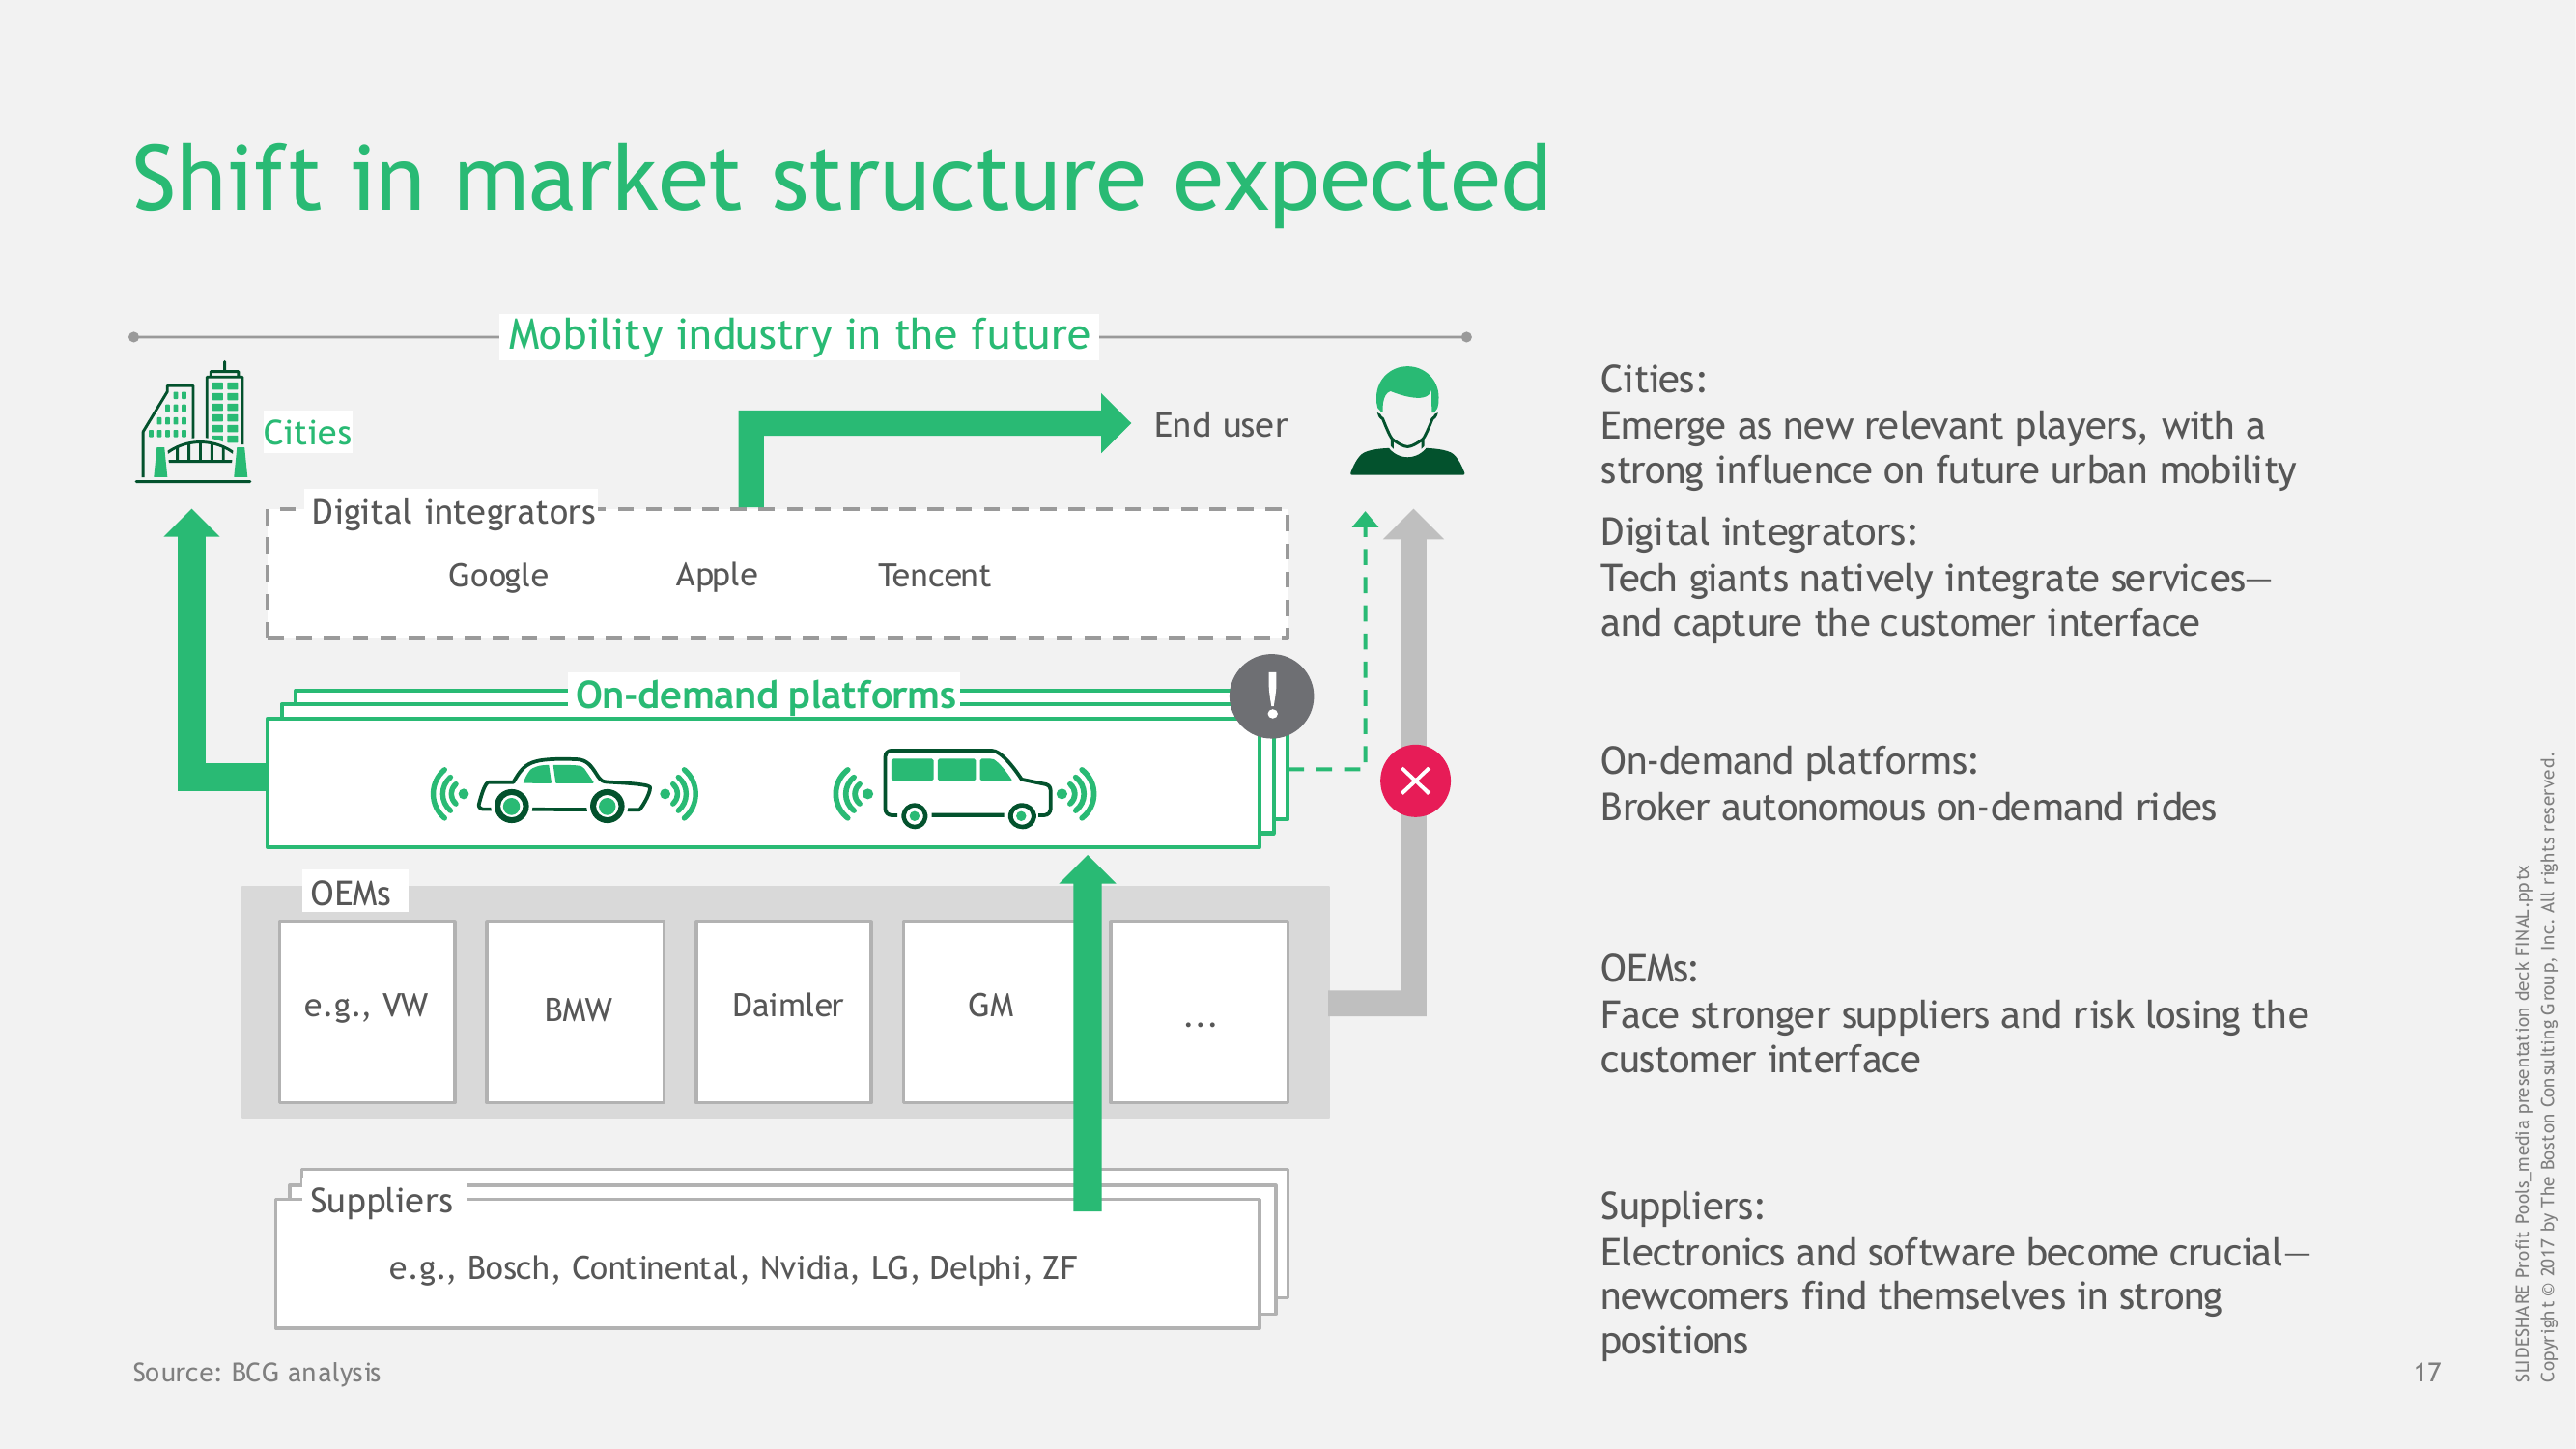 Shift in market structure expected
Mobility industry in the future
Cities
End user
Digital integrators
Google Apple Tencent
On-demand platforms
!
OEMs
e.g., VW BMW Daimler GM ...
Suppliers
e.g., Bosch, Continental, Nvidia, LG, Delphi, ZF
Cities:
Emerge as new relevant players, with a
strong influence on future urban mobility
Digital integrators:
Tech giants natively integrate services—
and capture the customer interface
On-demand platforms:
Broker autonomous on-demand rides
OEMs:
Face stronger suppliers and risk losing the
customer interface
Suppliers:
Electronics and software become crucial—
newcomers find themselves in strong
positions
Source: BCG analysis
17
SLIDESHARE Profit Pools_media presentation deck FINAL.pptx
Copyright © 2017 by The Boston Consulting Group, Inc. All rights reserved.